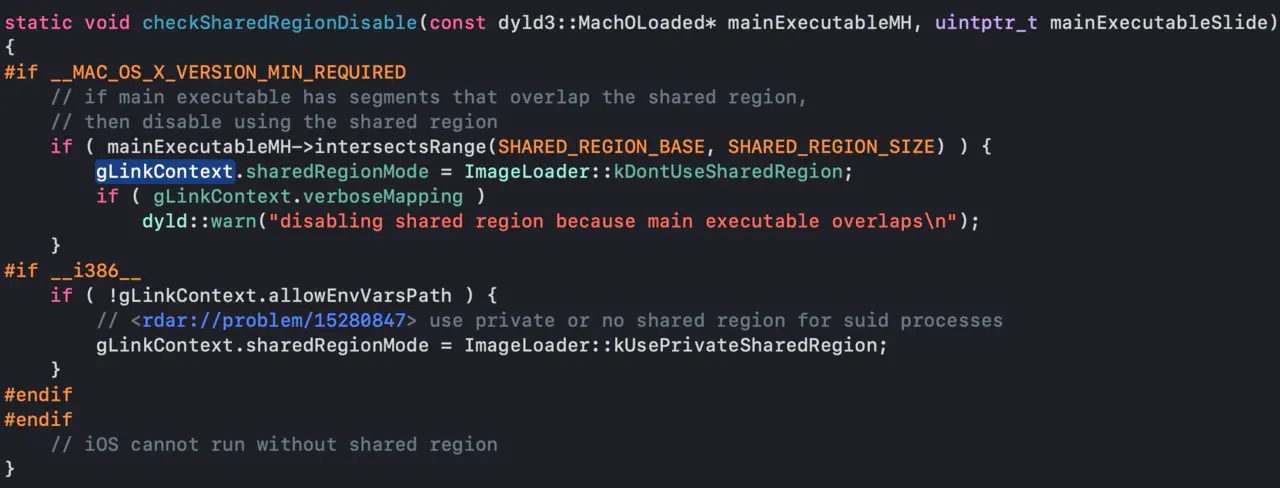 static void checkSharedRegionDisable(const dyld3::MachOLoaded* mainExecutableMH, uintptr_t mainExecutableSlide)
{
#if __MAC_OS_X_VERSION_MIN_REQUIRED
    // if main executable has segments that overlap the shared region,
    // then disable using the shared region
    if ( mainExecutableMH->intersectsRange(SHARED_REGION_BASE, SHARED_REGION_SIZE) ) {
        gLinkContext.sharedRegionMode = ImageLoader::kDontUseSharedRegion;
        if ( gLinkContext.verboseMapping )
            dyld::warn("disabling shared region because main executable overlaps\n");
    }
#if __i386__
    if ( !gLinkContext.allowEnvVarsPath ) {
        // <rdar://problem/15280847> use private or no shared region for suid processes
        gLinkContext.sharedRegionMode = ImageLoader::kUsePrivateSharedRegion;
    }
#endif
#endif
    // iOS cannot run without shared region
}